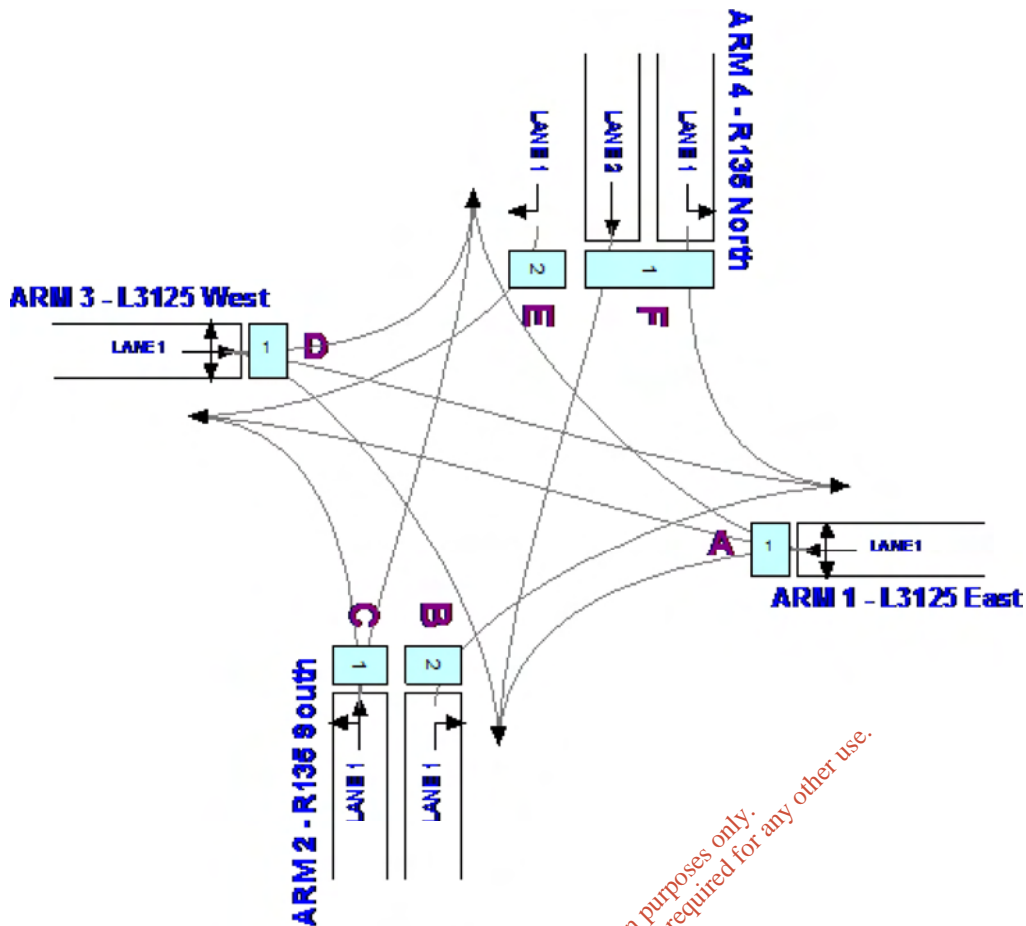 ARM 4 - R135 North
LANE 1
LANE 2
LANE 1
2
1
E
F
ARM 3 - L3125 West
LANE 1
1
D
A
1
LANE 1
ARM 1 - L3125 East
C
B
1
2
ARM 2 - R135 South
LANE 1
LANE 1
purposes only.
required for any other use.